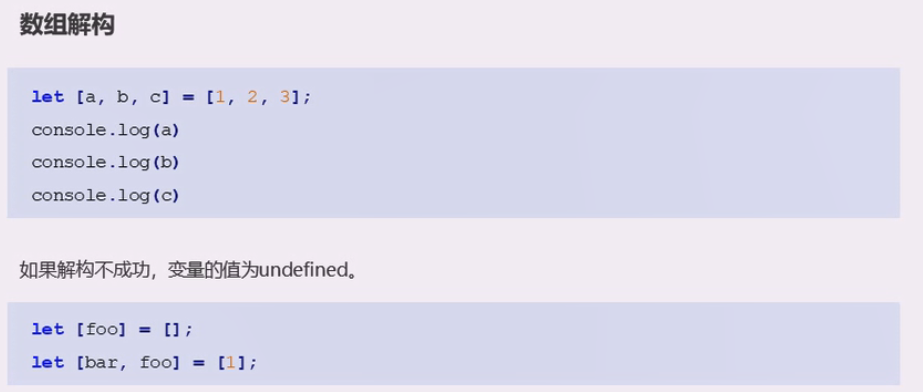 数组解构
let [a, b, c] = [1, 2, 3];
console.log(a)
console.log(b)
console.log(c)
如果解构不成功，变量的值为undefined。
let [foo] = [];
let [bar, foo] = [1];